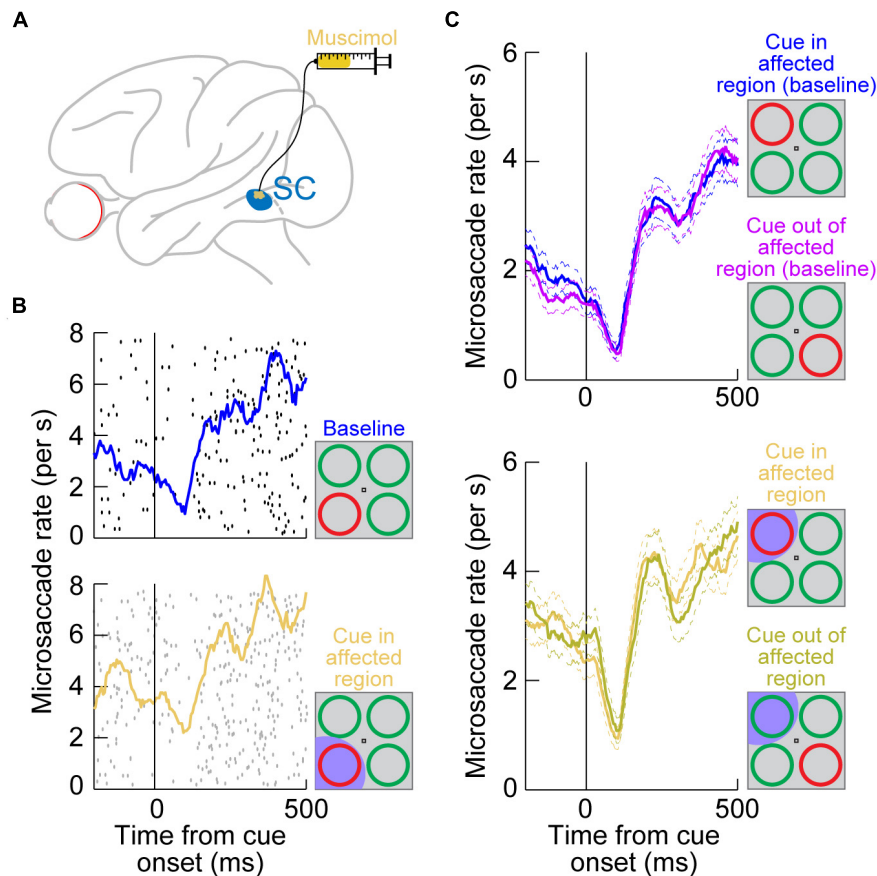 A
Muscimol
SC
B
Microsaccade rate (per s)
8
6
4
2
0
Baseline
Microsaccade rate (per s)
8
6
4
2
0
Cue in
affected
region
0
500
Time from cue
onset (ms)
C
Microsaccade rate (per s)
6
4
2
0
0
500
Cue in
affected
region (baseline)
Cue out of
affected
region (baseline)
Microsaccade rate (per s)
6
4
2
0
Cue in
affected
region
Cue out of
affected
region
0
500
Time from cue
onset (ms)